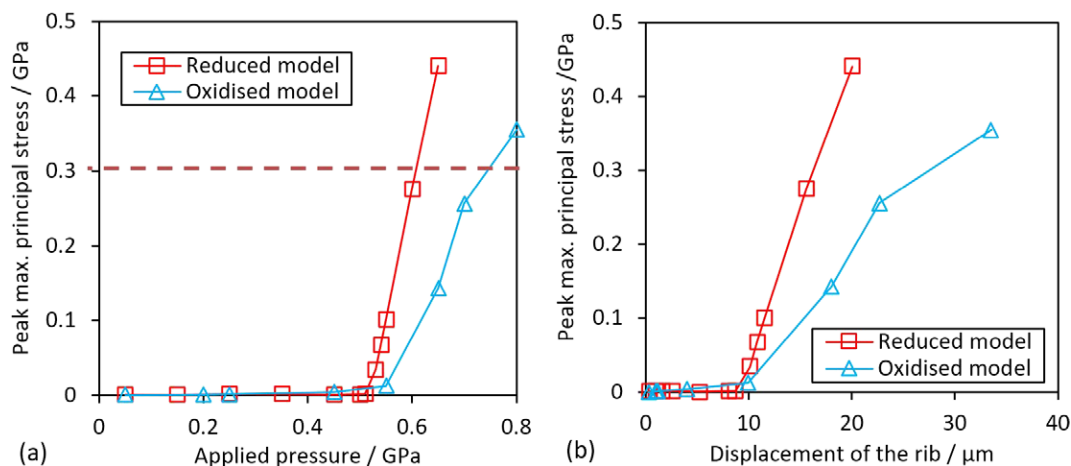 Peak max. principal stress / GPa
0.5
0.4
0.3
0.2
0.1
0
Reduced model
Oxidised model
0
0.2
0.4
0.6
0.8
(a)
Applied pressure / GPa
Peak max. principal stress /GPa
0.5
0.4
0.3
0.2
0.1
0
Reduced model
Oxidised model
0
10
20
30
40
(b)
Displacement of the rib / μm